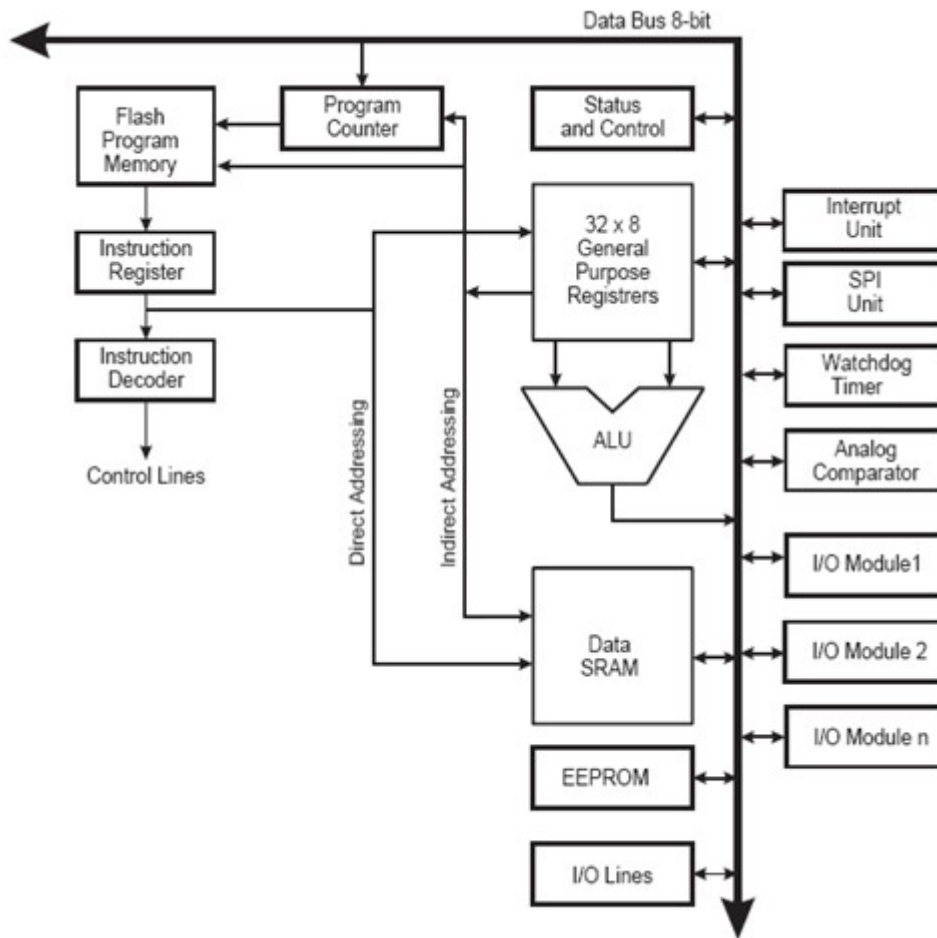 Data Bus 8-bit
Flash
Program
Memory
Program
Counter
Status
and Control
Instruction
Register
32 x 8
General
Purpose
Registrers
Interrupt
Unit
SPI
Unit
Instruction
Decoder
Watchdog
Timer
ALU
Analog
Comparator
Control Lines
Direct Addressing
Indirect Addressing
I/O Module1
Data
SRAM
I/O Module 2
I/O Module n
EEPROM
I/O Lines